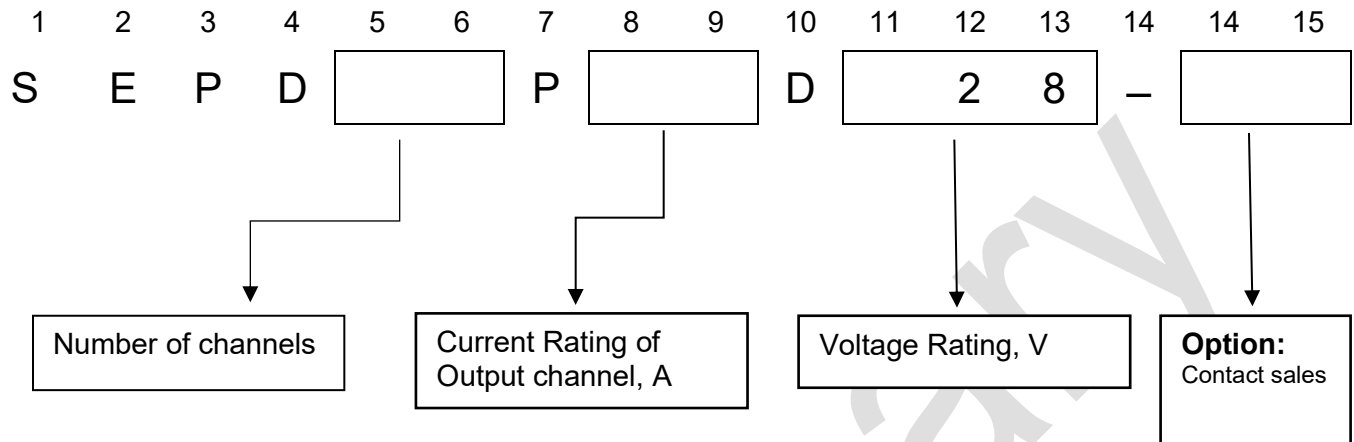 1 2 3 4 5 6 7 8 9 10 11 12 13 14 14 15
S E P D P D 2 8 –
Number of channels
Current Rating of
Output channel, A
Voltage Rating, V
Option:
Contact sales
ary